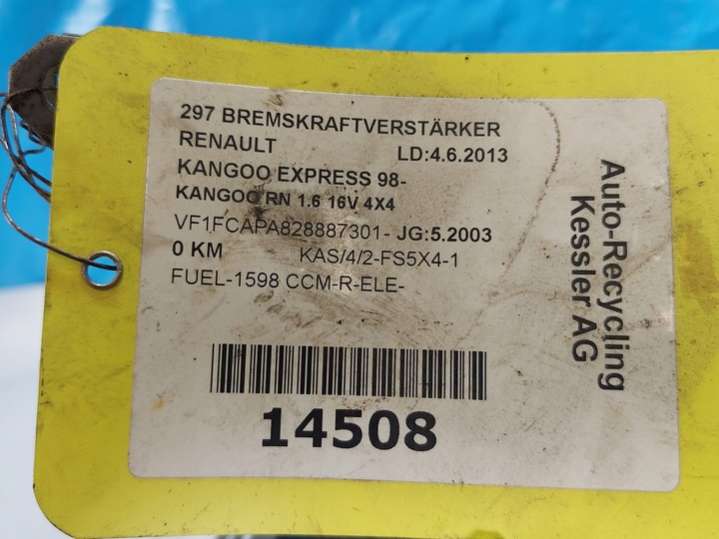 297 BREMSKRAFTVERSTÄRKER
RENAULT LD:4.6.2013
KANGOO EXPRESS 98-
KANGOO RN 1.6 16V 4X4
VF1FCAPA828887301- JG:5.2003
0 KM KAS/4/2-FS5X4-1
FUEL-1598 CCM-R-ELE-
14508
Auto-Recycling
Kessler AG